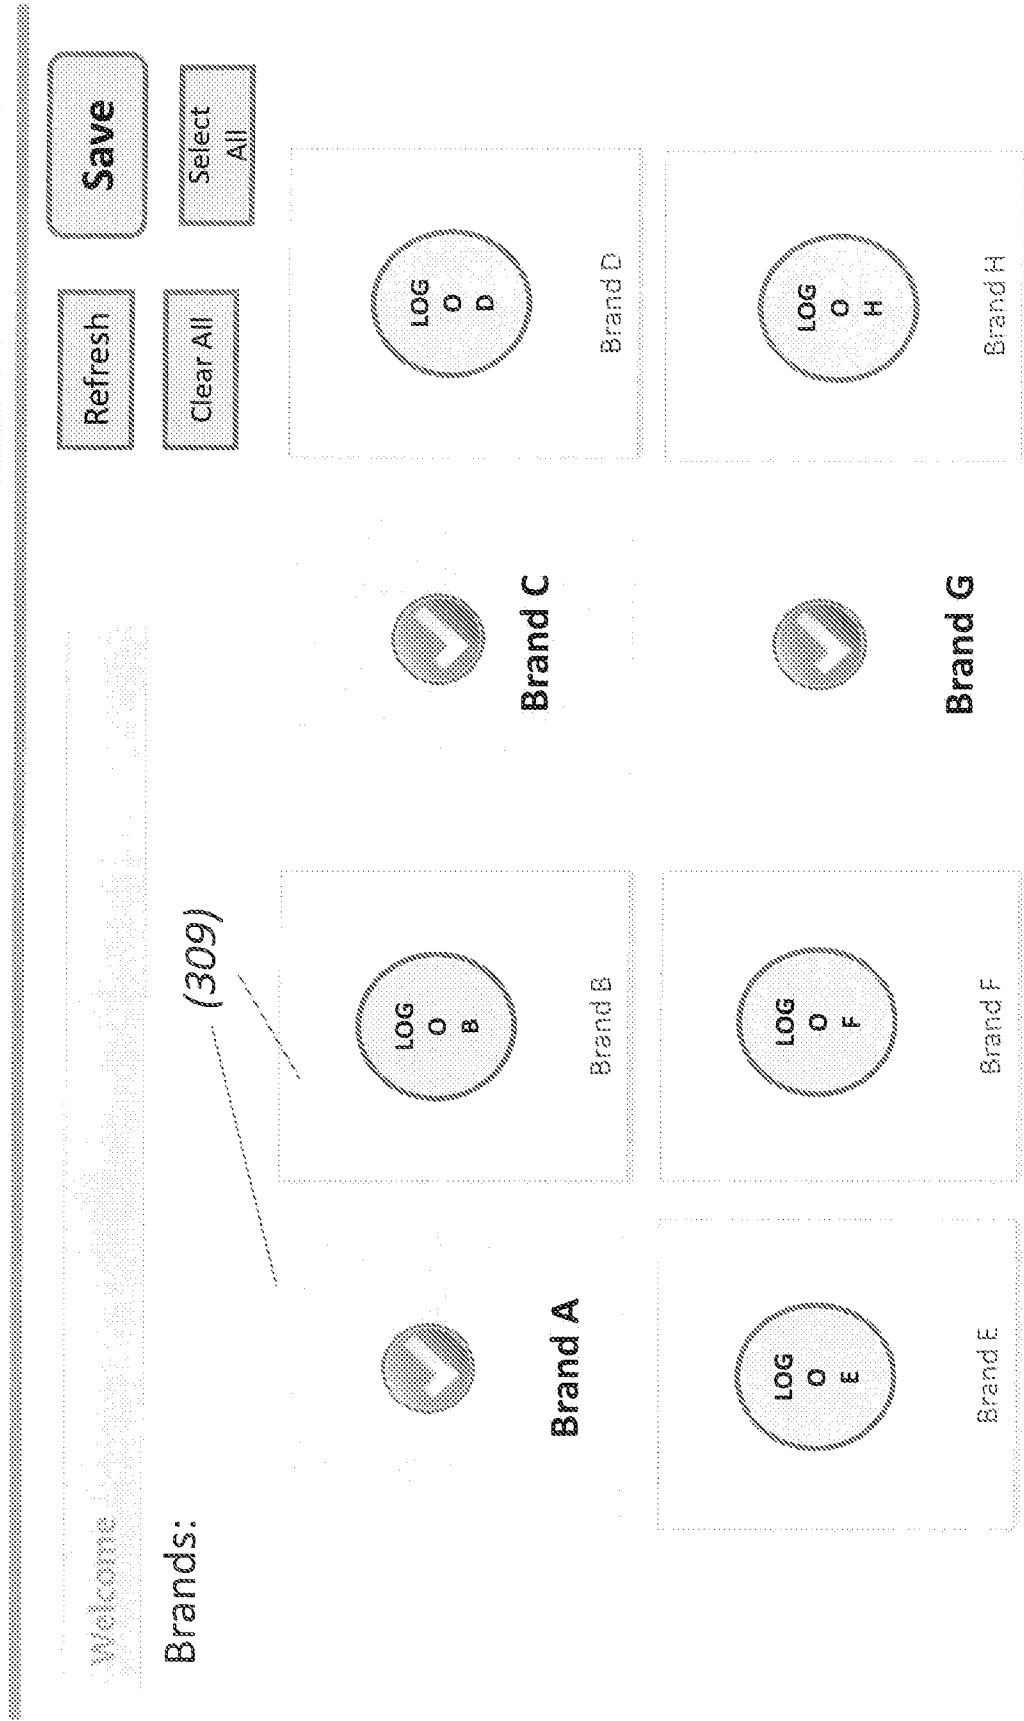 Welcome
Refresh
Save
Brands:
(309)
Clear All
Select
All
Brand A
LOG
O
B
Brand B
Brand C
LOG
O
D
Brand D
LOG
O
E
Brand E
LOG
O
F
Brand F
Brand G
LOG
O
H
Brand H